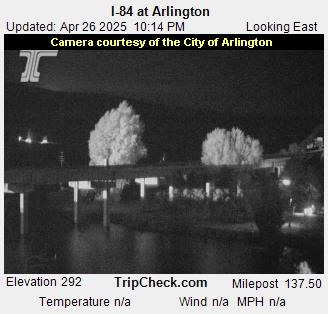 I-84 at Arlington
Updated: Apr 26 2025 10:14 PM Looking East
Camera courtesy of the City of Arlington
Elevation 292 TripCheck.com Milepost 137.50
Temperature n/a Wind n/a MPH n/a